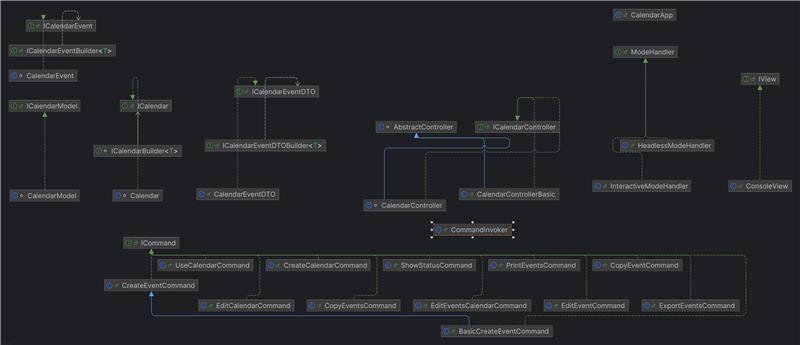 ICalendarEvent
ICalendarEventBuilder<T>
CalendarEvent
ICalendarModel
CalendarModel
ICalendar
ICalendarBuilder<T>
Calendar
ICalendarEventDTO
ICalendarEventDTOBuilder<T>
CalendarEventDTO
AbstractController
ICalendarController
CalendarController
CalendarControllerBasic
CalendarApp
ModeHandler
HeadlessModeHandler
InteractiveModeHandler
IView
ConsoleView
CommandInvoker
ICommand
UseCalendarCommand
CreateCalendarCommand
ShowStatusCommand
PrintEventsCommand
CopyEventCommand
CreateEventCommand
EditCalendarCommand
CopyEventsCommand
EditEventsCalendarCommand
EditEventCommand
ExportEventsCommand
BasicCreateEventCommand